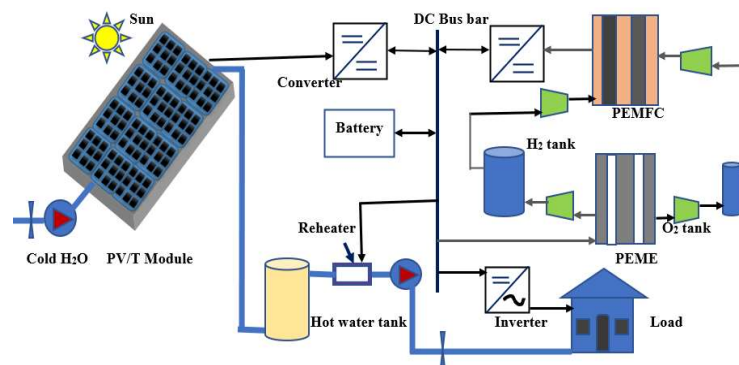 Sun
DC Bus bar
Converter
PEMFC
Battery
H₂ tank
Reheater
O₂ tank
PEME
Cold H₂O
PV/T Module
Hot water tank
Inverter
Load